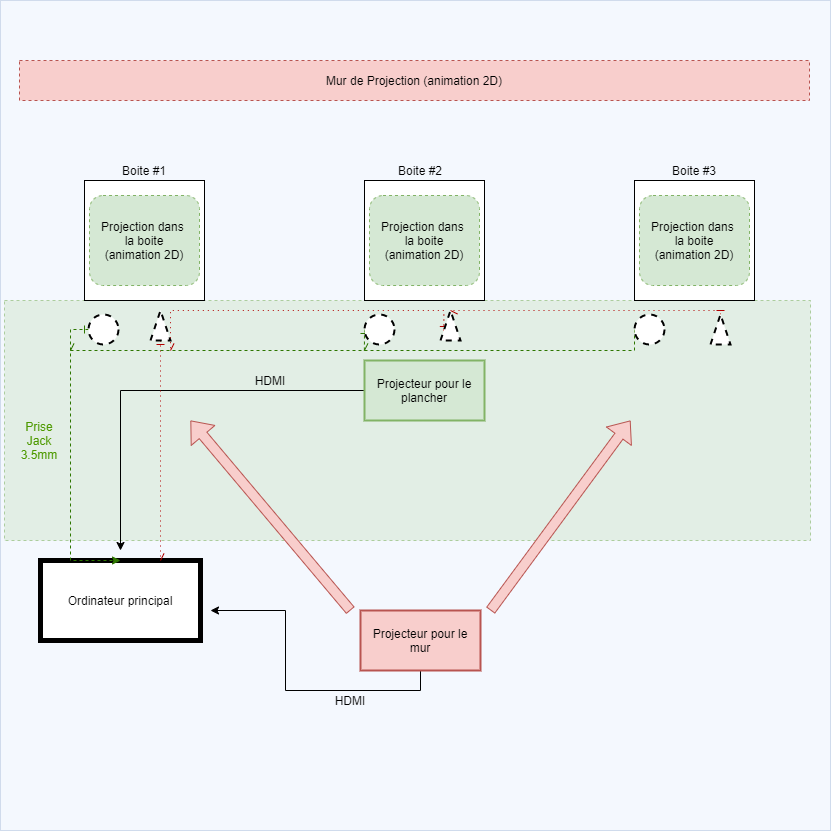 Mur de Projection (animation 2D)
Boite #1
Boite #2
Boite #3
Projection dans
la boite
(animation 2D)
Projection dans
la boite
(animation 2D)
Projection dans
la boite
(animation 2D)
HDMI
Projecteur pour le
plancher
Prise
Jack
3.5mm
Ordinateur principal
Projecteur pour le
mur
HDMI